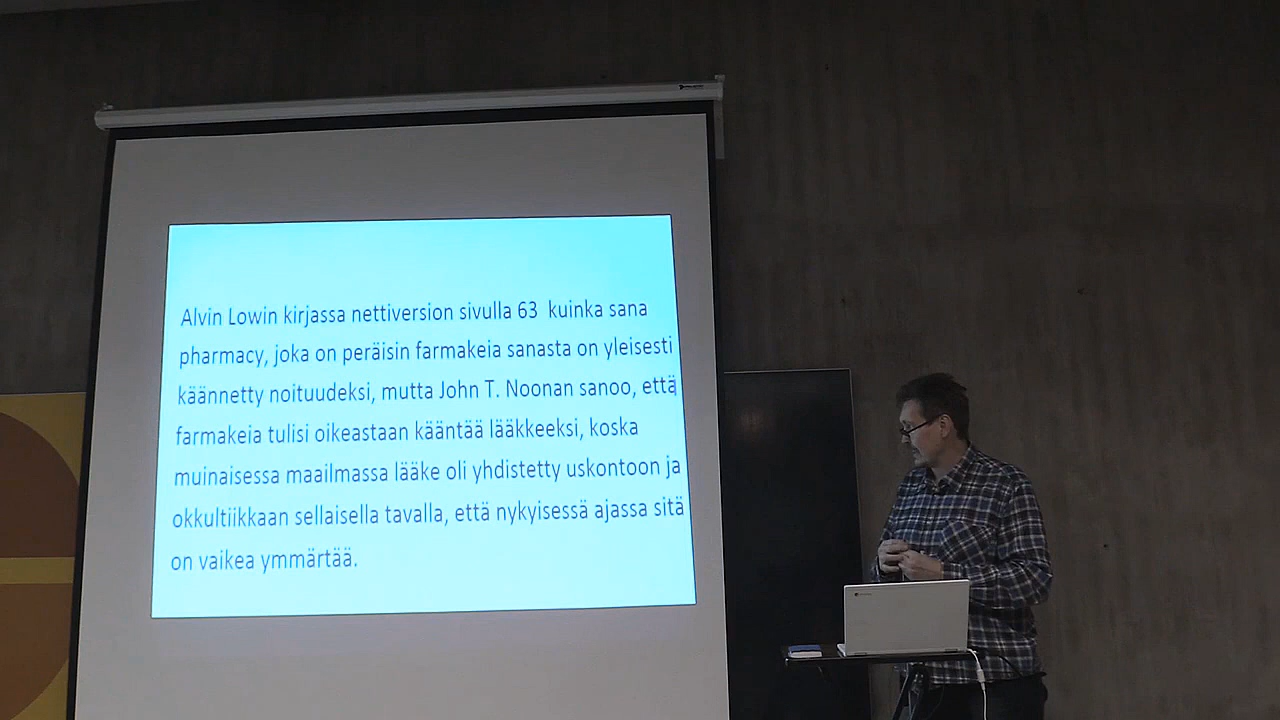 Alvin Lowin kirjassa nettiversion sivulla 63 kuinka sana
pharmacy, joka on peräisin farmakeia sanasta on yleisesti
käännetty noituudeksi, mutta John T. Noonan sanoo, että
farmakeia tulisi oikeastaan kääntää lääkkeeksi, koska
muinaisessa maailmassa lääke oli yhdistetty uskontoon ja
okkultiikkaan sellaisella tavalla, että nykyisessä ajassa sitä
on vaikea ymmärtää.